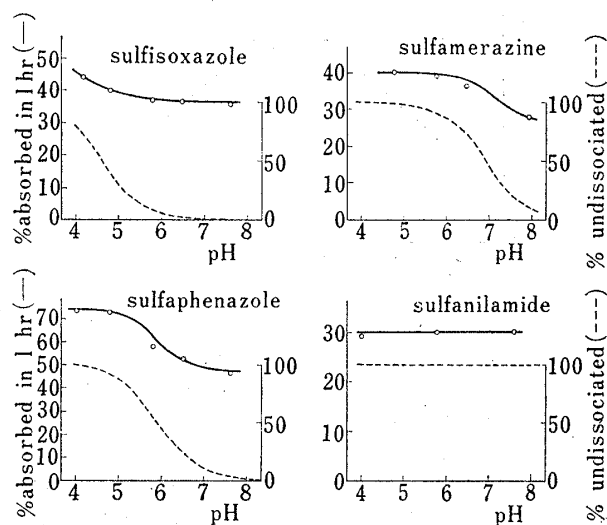 sulfisoxazole
%absorbed in 1 hr (—)
50
40
30
20
10
0
100
50
0
4 5 6 7 8
pH
sulfamerazine
40
30
20
10
0
100
50
0
4 5 6 7 8
pH
% undissociated (---)
sulfaphenazole
%absorbed in 1 hr (—)
70
60
50
40
30
20
10
0
100
50
0
4 5 6 7 8
pH
sulfanilamide
30
20
10
0
100
50
0
4 5 6 7 8
pH
% undissociated (---)